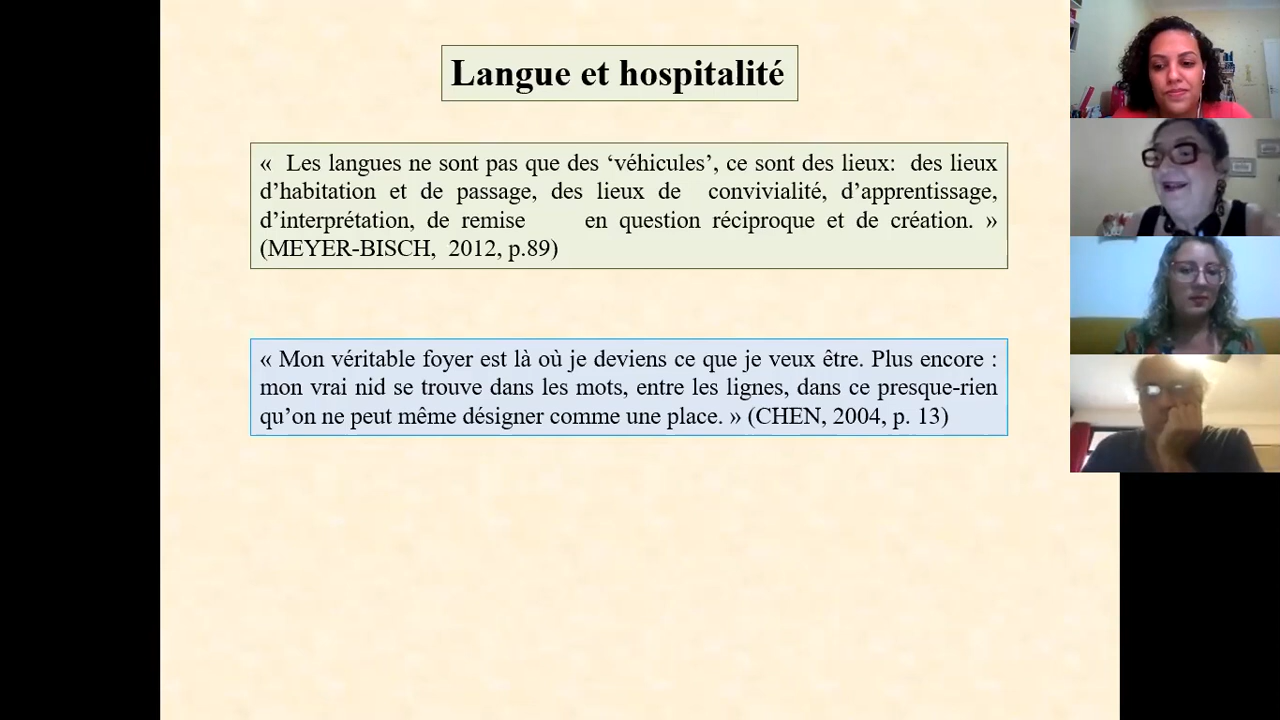 Langue et hospitalité
« Les langues ne sont pas que des ‘véhicules’, ce sont des lieux: des lieux
d’habitation et de passage, des lieux de convivialité, d’apprentissage,
d’interprétation, de remise en question réciproque et de création. »
(MEYER-BISCH, 2012, p.89)
« Mon véritable foyer est là où je deviens ce que je veux être. Plus encore :
mon vrai nid se trouve dans les mots, entre les lignes, dans ce presque-rien
qu’on ne peut même désigner comme une place. » (CHEN, 2004, p. 13)